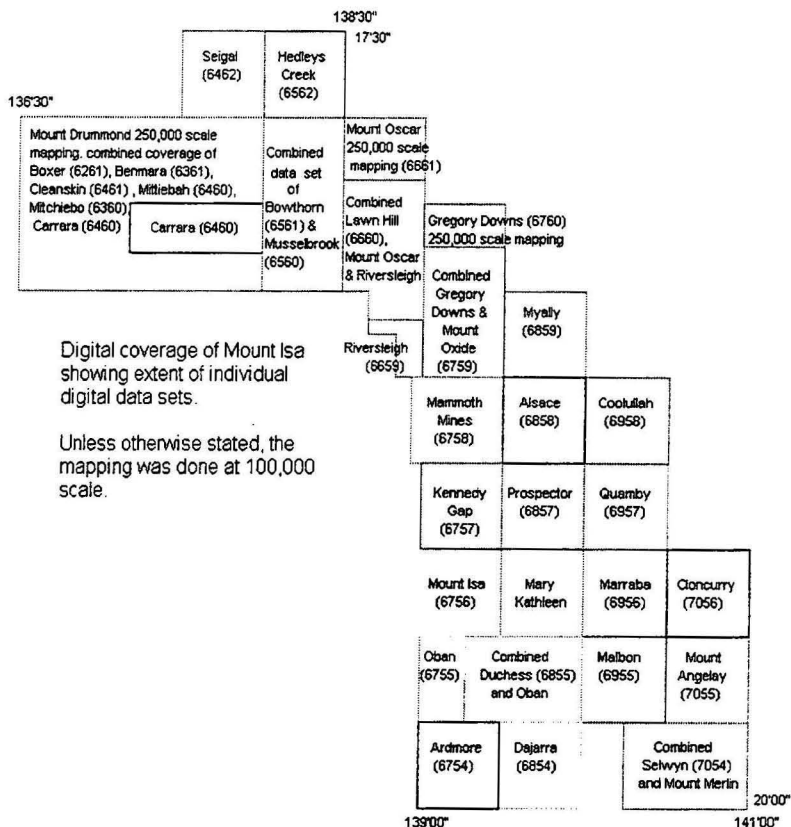 138'30"
17'30"
Seigal
(6462)
Hedleys
Creek
(6562)
136'30"
Mount Drummond 250,000 scale
mapping. combined coverage of
Boxer (6261), Benmara (6361),
Cleanskin (6461) , Mittiebah (6460),
Mitchiebo (6360),
Carrara (6460)
Carrara (6460)
Combined
data set
of
Bowthorn
(6561) &
Musselbrook
(6560)
Mount Oscar
250,000 scale
mapping (6661)
Combined
Lawn Hill
(6660),
Mount Oscar
& Riversleigh
Gregory Downs (6760)
250,000 scale mapping
Combined
Gregory
Downs &
Mount
Oxide
(6759)
Myally
(6859)
Riversleigh
(6659)
Digital coverage of Mount Isa
showing extent of individual
digital data sets.
Unless otherwise stated, the
mapping was done at 100,000
scale.
Mammoth
Mines
(6758)
Alsace
(6858)
Coolullah
(6958)
Kennedy
Gap
(6757)
Prospector
(6857)
Quamby
(6957)
Mount Isa
(6756)
Mary
Kathleen
Marraba
(6956)
Cloncurry
(7056)
Oban
(6755)
Combined
Duchess (6855)
and Oban
Malbon
(6955)
Mount
Angelay
(7055)
Ardmore
(6754)
Dajarra
(6854)
Combined
Selwyn (7054)
and Mount Merlin
20'00"
139'00"
141'00"